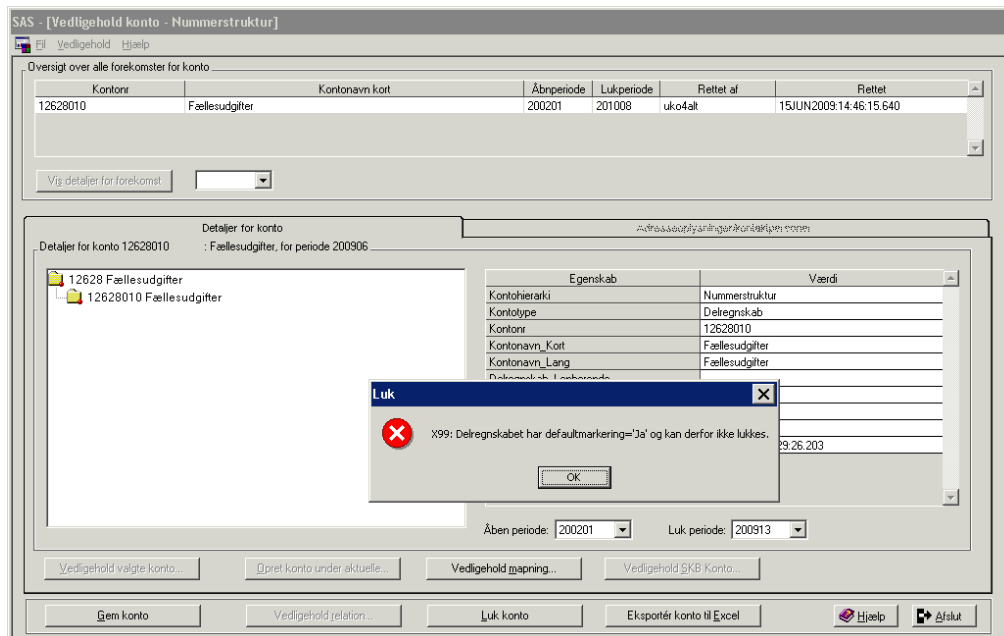 SAS - [Vedligehold konto - Nummerstruktur]
Fil Vedligehold Hjælp
Oversigt over alle forekomster for konto
Kontonr Kontonavn kort Åbnperiode Lukperiode Rettet af Rettet
12628010 Fællesudgifter 200201 201008 uko4alt 15JUN2009:14:46:15.640
Vis detaljer for forekomst
Detaljer for konto
Adresseoplysninger/kontaktpersoner
Detaljer for konto 12628010 : Fællesudgifter, for periode 200906
12628 Fællesudgifter
12628010 Fællesudgifter
Egenskab Værdi
Kontohierarki Nummerstruktur
Kontotype Delregnskab
Kontonr 12628010
Kontonavn_Kort Fællesudgifter
Kontonavn_Lang Fællesudgifter
Luk
X99: Delregnskabet har defaultmarkering='Ja' og kan derfor ikke lukkes.
29:26.203
OK
Åben periode: 200201 Luk periode: 200913
Vedligehold valgte konto... Opret konto under aktuelle... Vedligehold mapning... Vedligehold SKB Konto...
Gem konto Vedligehold relation... Luk konto Eksportér konto til Excel Hjælp Afslut